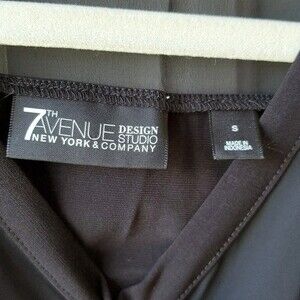 7TH AVENUE DESIGN STUDIO
NEW YORK & COMPANY
S
MADE IN
INDONESIA